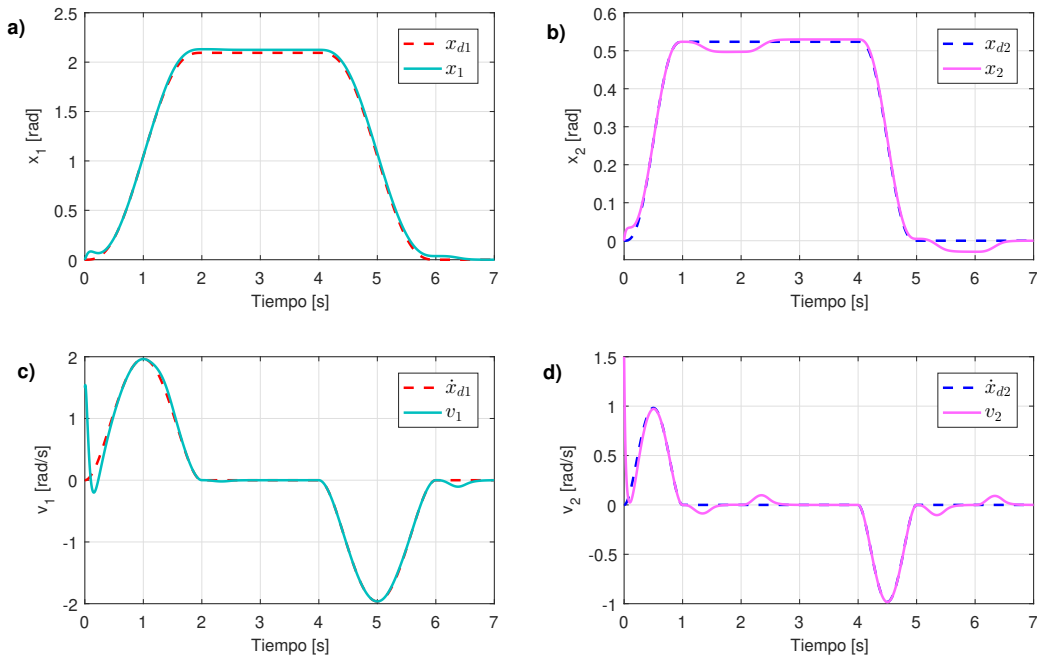 a)
x_1 [rad]
2.5
2
1.5
1
0.5
0
0 1 2 3 4 5 6 7
Tiempo [s]
x_{d1}
x_1
b)
x_2 [rad]
0.6
0.5
0.4
0.3
0.2
0.1
0
0 1 2 3 4 5 6 7
Tiempo [s]
x_{d2}
x_2
c)
v_1 [rad/s]
2
1
0
-1
-2
0 1 2 3 4 5 6 7
Tiempo [s]
ẋ_{d1}
v_1
d)
v_2 [rad/s]
1.5
1
0.5
0
-0.5
-1
0 1 2 3 4 5 6 7
Tiempo [s]
ẋ_{d2}
v_2